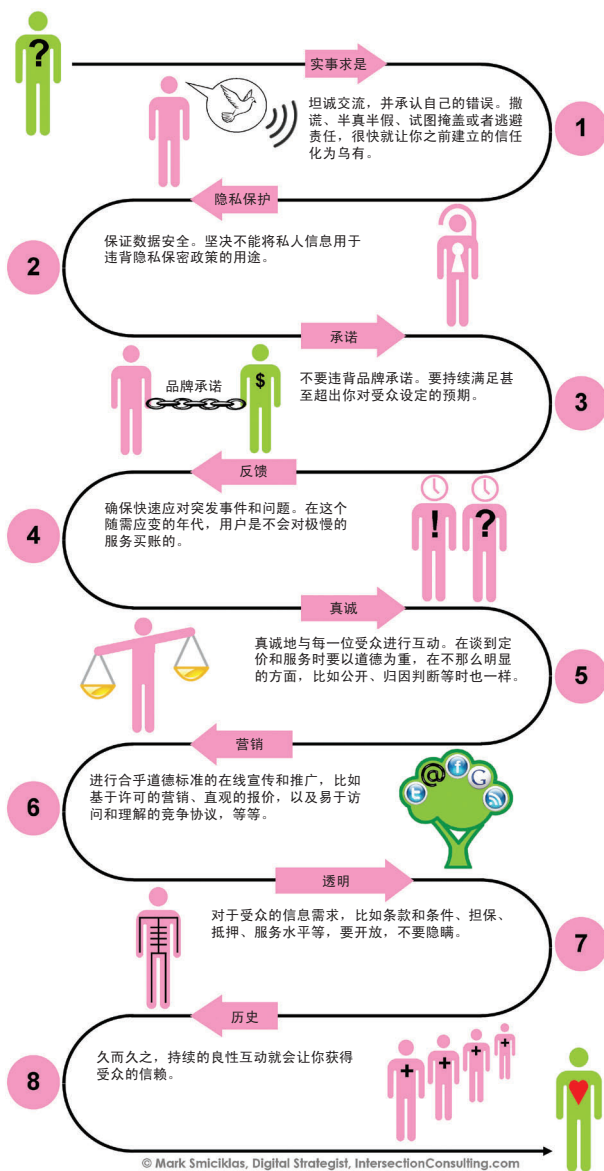 ?
实事求是
坦诚交流，并承认自己的错误。撒
谎、半真半假、试图掩盖或者逃避
责任，很快就让你之前建立的信任
化为乌有。
1
隐私保护
保证数据安全。坚决不能将私人信息用于
违背隐私保密政策的用途。
2
承诺
品牌承诺
$
不要违背品牌承诺。要持续满足甚
至超出你对受众设定的预期。
3
反馈
确保快速应对突发事件和问题。在这个
随需应变的年代，用户是不会对极慢的
服务买账的。
! ?
4
真诚
真诚地与每一位受众进行互动。在谈到定
价和服务时要以道德为重，在不那么明显
的方面，比如公开、归因判断等时也一样。
5
营销
进行合乎道德标准的在线宣传和推广，比如
基于许可的营销、直观的报价，以及易于访
问和理解的竞争协议，等等。
t @ f G
6
透明
对于受众的信息需求，比如条款和条件、担保、
抵押、服务水平等，要开放，不要隐瞒。
7
历史
久而久之，持续的良性互动就会让你获得
受众的信赖。
+ + + +
8
© Mark Smiciklas, Digital Strategist, IntersectionConsulting.com